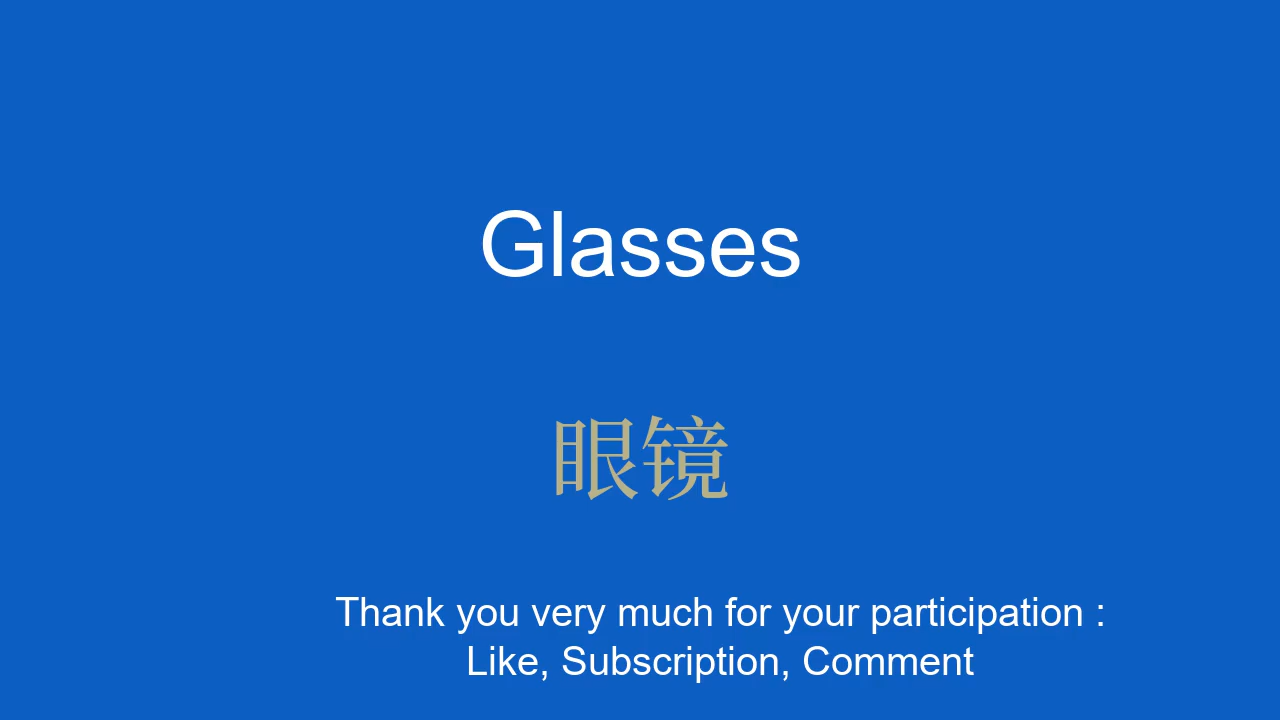 Glasses
眼镜
Thank you very much for your participation :
Like, Subscription, Comment